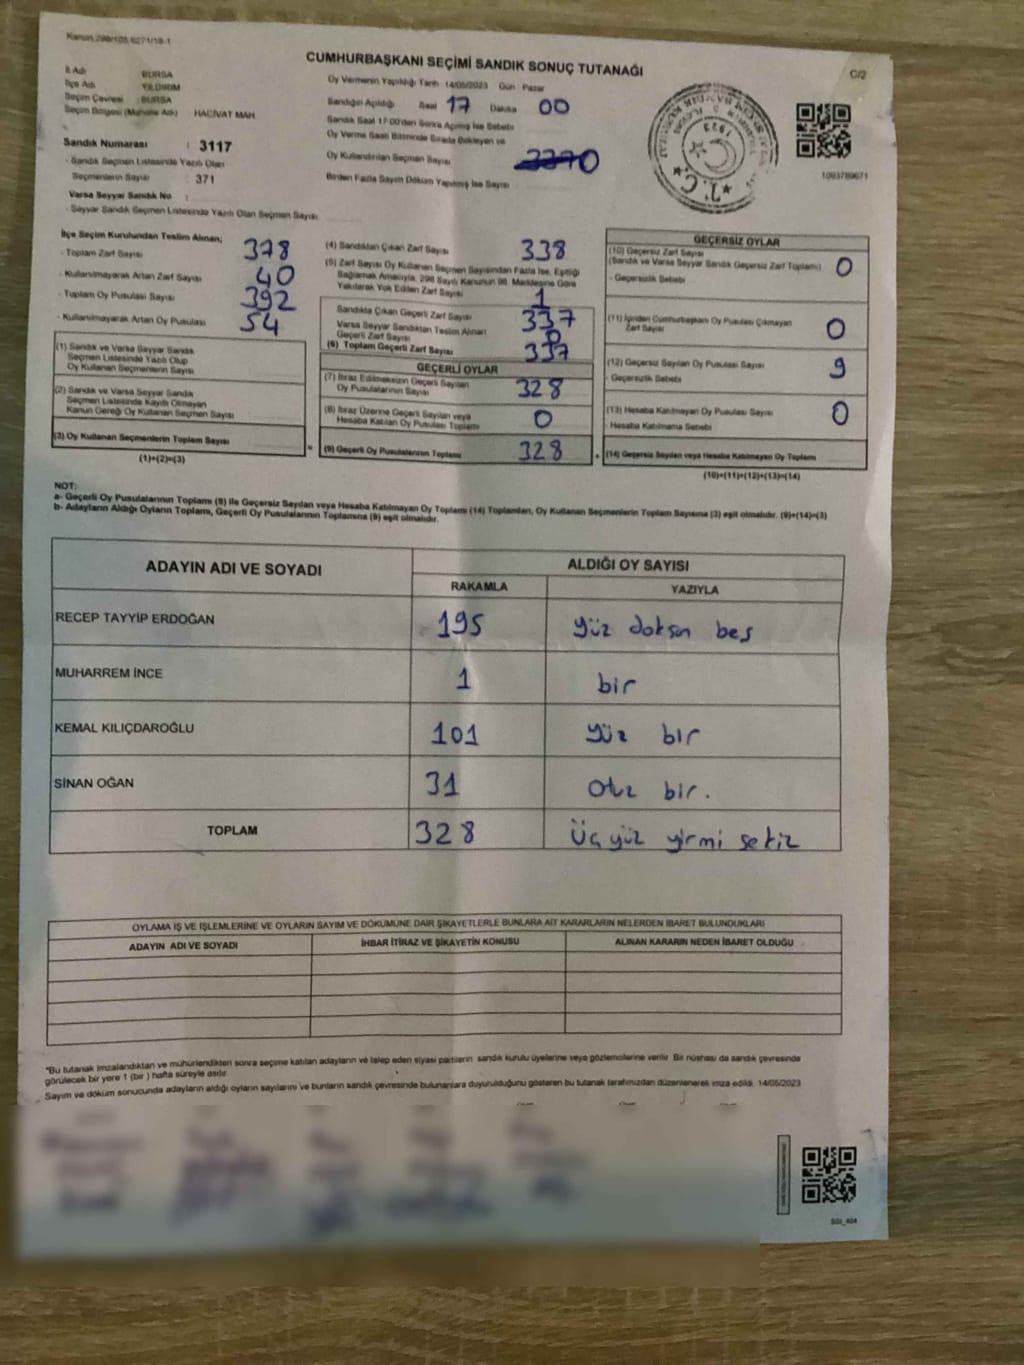 Kanun 298/105,6271/19-1
CUMHURBAŞKANI SEÇİMİ SANDIK SONUÇ TUTANAĞI
C/2
İl Adı BURSA
İlçe Adı YILDIRIM
Seçim Çevresi : BURSA
Seçim Bölgesi (Mahalle Adı) HACİVAT MAH.
Sandık Numarası : 3117
- Sandık Seçmen Listesinde Yazılı Olan
Seçmenlerin Sayısı : 371
Varsa Seyyar Sandık No :
- Seyyar Sandık Seçmen Listesinde Yazılı Olan Seçmen Sayısı
Oy Vermenin Yapıldığı Tarih 14/05/2023 Gün Pazar
Sandığın Açıldığı Saat 17 Dakika 00
Sandık Saat 17:00'den Sonra Açılmış İse Sebebi
Oy Verme Saati Bitiminde Sırada Bekleyen ve
Oy Kullandırılan Seçmen Sayısı
Birden Fazla Sayım Döküm Yapılmış İse Sayısı
T.C.
1923
1093789671
İlçe Seçim Kurulundan Teslim Alınan;
- Toplam Zarf Sayısı 378
- Kullanılmayarak Artan Zarf Sayısı 40
- Toplam Oy Pusulası Sayısı 392
- Kullanılmayarak Artan Oy Pusulası 54
(1) Sandık ve Varsa Seyyar Sandık
Seçmen Listesinde Yazılı Olup
Oy Kullanan Seçmenlerin Sayısı
(2) Sandık ve Varsa Seyyar Sandık
Seçmen Listesinde Kayıtlı Olmayan
Kanun Gereği Oy Kullanan Seçmen Sayısı
(3) Oy Kullanan Seçmenlerin Toplam Sayısı
(1)+(2)=(3)
(4) Sandıktan Çıkan Zarf Sayısı 338
(5) Zarf Sayısı Oy Kullanan Seçmen Sayısından Fazla İse, Eşitliği
Sağlamak Amacıyla, 298 Sayılı Kanunun 98. Maddesine Göre
Yakılarak Yok Edilen Zarf Sayısı 1
Sandıkta Çıkan Geçerli Zarf Sayısı 337
Varsa Seyyar Sandıktan Teslim Alınan
Geçerli Zarf Sayısı 0
(6) Toplam Geçerli Zarf Sayısı 337
GEÇERLİ OYLAR
(7) İtiraz Edilmeksizin Geçerli Sayılan
Oy Pusulalarının Sayısı 328
(8) İtiraz Üzerine Geçerli Sayılan veya
Hesaba Katılan Oy Pusulası Toplamı 0
(9) Geçerli Oy Pusulalarının Toplamı 328
GEÇERSİZ OYLAR
(10) Geçersiz Zarf Sayısı
(Sandık ve Varsa Seyyar Sandık Geçersiz Zarf Toplamı) 0
- Geçersizlik Sebebi
(11) İçinden Cumhurbaşkanı Oy Pusulası Çıkmayan
Zarf Sayısı 0
(12) Geçersiz Sayılan Oy Pusulası Sayısı 9
- Geçersizlik Sebebi
(13) Hesaba Katılmayan Oy Pusulası Sayısı 0
- Hesaba Katılmama Sebebi
(14) Geçersiz Sayılan veya Hesaba Katılmayan Oy Toplamı
(10)+(11)+(12)+(13)=(14)
NOT:
a- Geçerli Oy Pusulalarının Toplamı (9) ile Geçersiz Sayılan veya Hesaba Katılmayan Oy Toplamı (14) Toplamları, Oy Kullanan Seçmenlerin Toplam Sayısına (3) eşit olmalıdır. (9)+(14)=(3)
b- Adayların Aldığı Oyların Toplamı, Geçerli Oy Pusulalarının Toplamına (9) eşit olmalıdır.
ADAYIN ADI VE SOYADI
ALDIĞI OY SAYISI
RAKAMLA YAZIYLA
RECEP TAYYİP ERDOĞAN 195 yüz doksan beş
MUHARREM İNCE 1 bir
KEMAL KILIÇDAROĞLU 101 yüz bir
SİNAN OĞAN 31 otuz bir.
TOPLAM 328 Üç yüz yirmi sekiz
OYLAMA İŞ VE İŞLEMLERİNE VE OYLARIN SAYIM VE DÖKÜMÜNE DAİR ŞİKAYETLERLE BUNLARA AİT KARARLARIN NELERDEN İBARET BULUNDUKLARI
ADAYIN ADI VE SOYADI İHBAR İTİRAZ VE ŞİKAYETİN KONUSU ALINAN KARARIN NEDEN İBARET OLDUĞU
*Bu tutanak imzalandıktan ve mühürlendikten sonra seçime katılan adayların ve talep eden siyasi partilerin sandık kurulu üyelerine veya gözlemcilerine verilir. Bir nüshası da sandık çevresinde
görülecek bir yere 1 (bir ) hafta süreyle asılır.
Sayım ve döküm sonucunda adayların aldığı oyların sayılarını ve bunların sandık çevresinde bulunanlara duyurulduğunu gösteren bu tutanak tarafımızdan düzenlenerek imza edildi. 14/05/2023